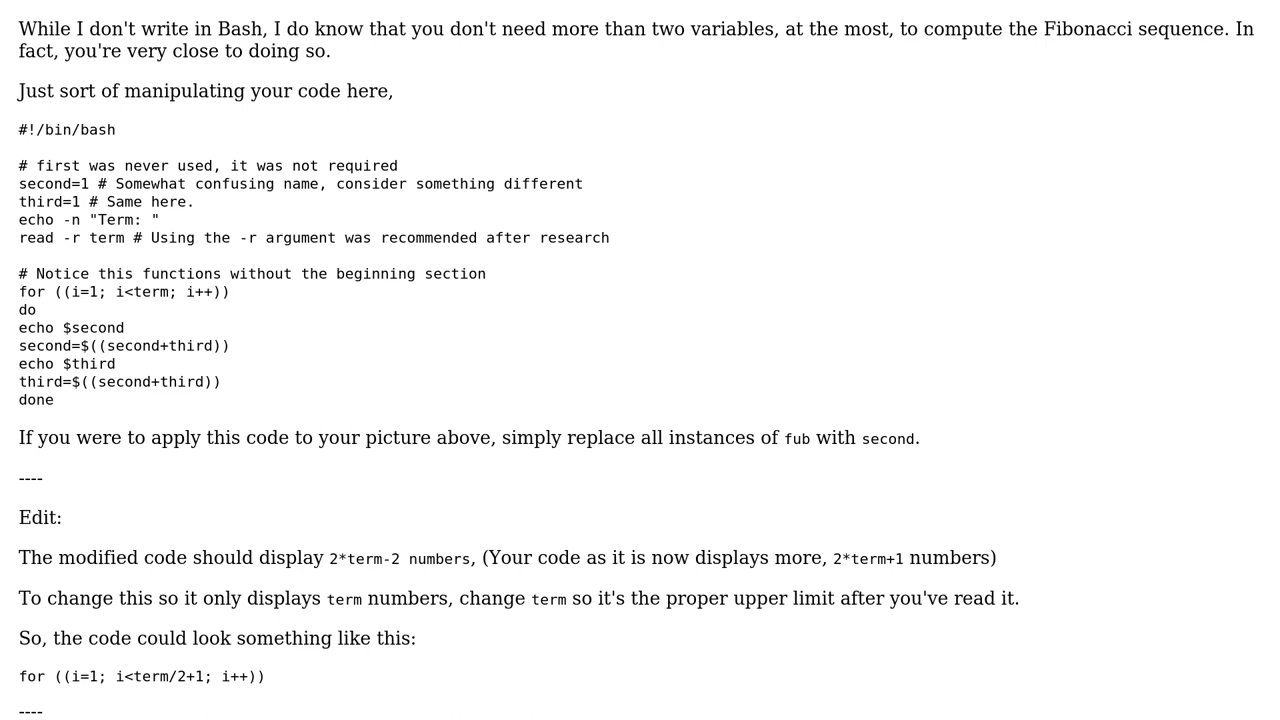 While I don't write in Bash, I do know that you don't need more than two variables, at the most, to compute the Fibonacci sequence. In
fact, you're very close to doing so.
Just sort of manipulating your code here,
#!/bin/bash
# first was never used, it was not required
second=1 # Somewhat confusing name, consider something different
third=1 # Same here.
echo -n "Term: "
read -r term # Using the -r argument was recommended after research
# Notice this functions without the beginning section
for ((i=1; i<term; i++))
do
echo $second
second=$((second+third))
echo $third
third=$((second+third))
done
If you were to apply this code to your picture above, simply replace all instances of fub with second.
----
Edit:
The modified code should display 2*term-2 numbers, (Your code as it is now displays more, 2*term+1 numbers)
To change this so it only displays term numbers, change term so it's the proper upper limit after you've read it.
So, the code could look something like this:
for ((i=1; i<term/2+1; i++))
----